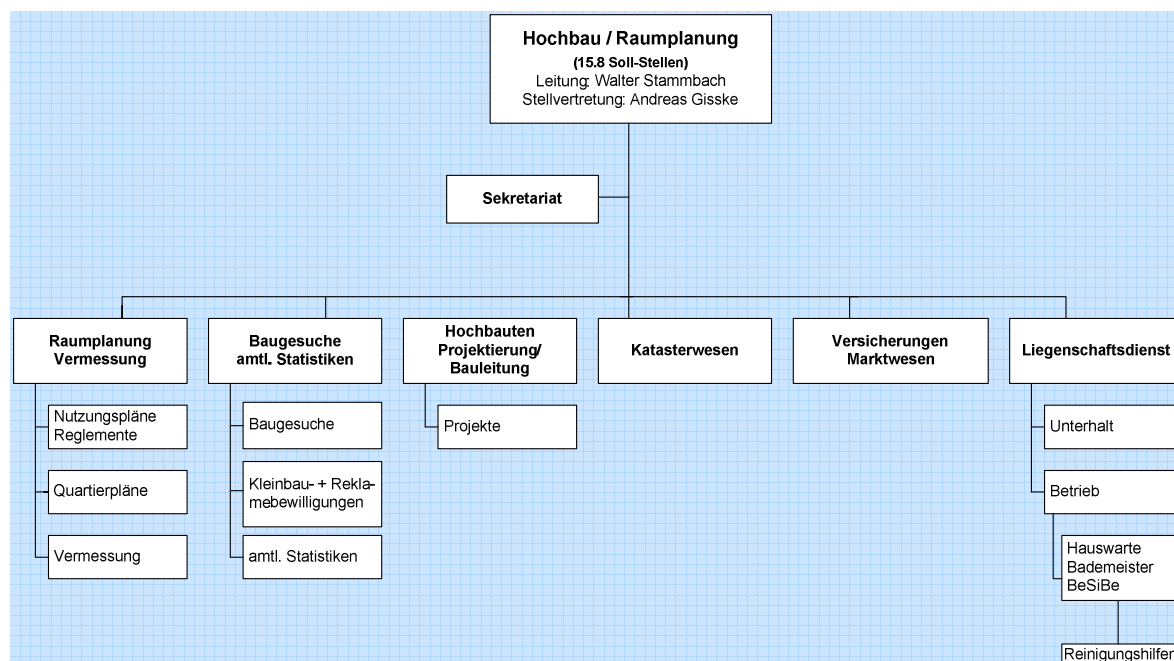 Hochbau / Raumplanung
(15.8 Soll-Stellen)
Leitung: Walter Stammbach
Stellvertretung: Andreas Gisske
Sekretariat
Raumplanung
Vermessung
Baugesuche
amtl. Statistiken
Hochbauten
Projektierung/
Bauleitung
Katasterwesen
Versicherungen
Marktwesen
Liegenschaftsdienst
Nutzungspläne
Reglemente
Quartierpläne
Vermessung
Baugesuche
Kleinbau- + Rekla-
mebewilligungen
amtl. Statistiken
Projekte
Unterhalt
Betrieb
Hauswarte
Bademeister
BeSiBe
Reinigungshilfen